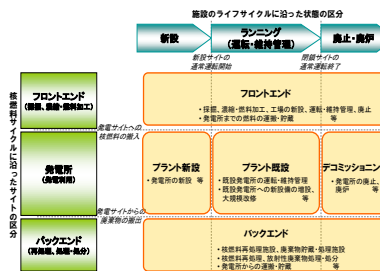 施設のライフサイクルに沿った状態の区分
新設
ランニング
(運転・維持管理)
廃止・廃炉
新設サイトの
通常運転開始
閉鎖サイトの
通常運転終了
核燃料サイクルに沿ったサイトの区分
フロントエンド
(採掘、濃縮・燃料加工)
フロントエンド
・採掘、濃縮・燃料加工、工場の新設、運転・維持管理、廃止
・発電所までの燃料の運搬・貯蔵 等
発電サイトへの
核燃料の搬入
発電所
(発電利用)
プラント新設
・発電所の新設 等
プラント既設
・既設発電所の運転・維持管理
・既設発電所への新設備の増設、
大規模改修 等
デコミッショニング
・発電所の廃止、
廃炉 等
発電サイトからの
廃棄物の搬出
バックエンド
(再処理、処理・処分)
バックエンド
・核燃料再処理施設、廃棄物貯蔵・処理施設
・核燃料再処理、放射性廃棄物処理・処分
・発電所からの運搬・貯蔵 等